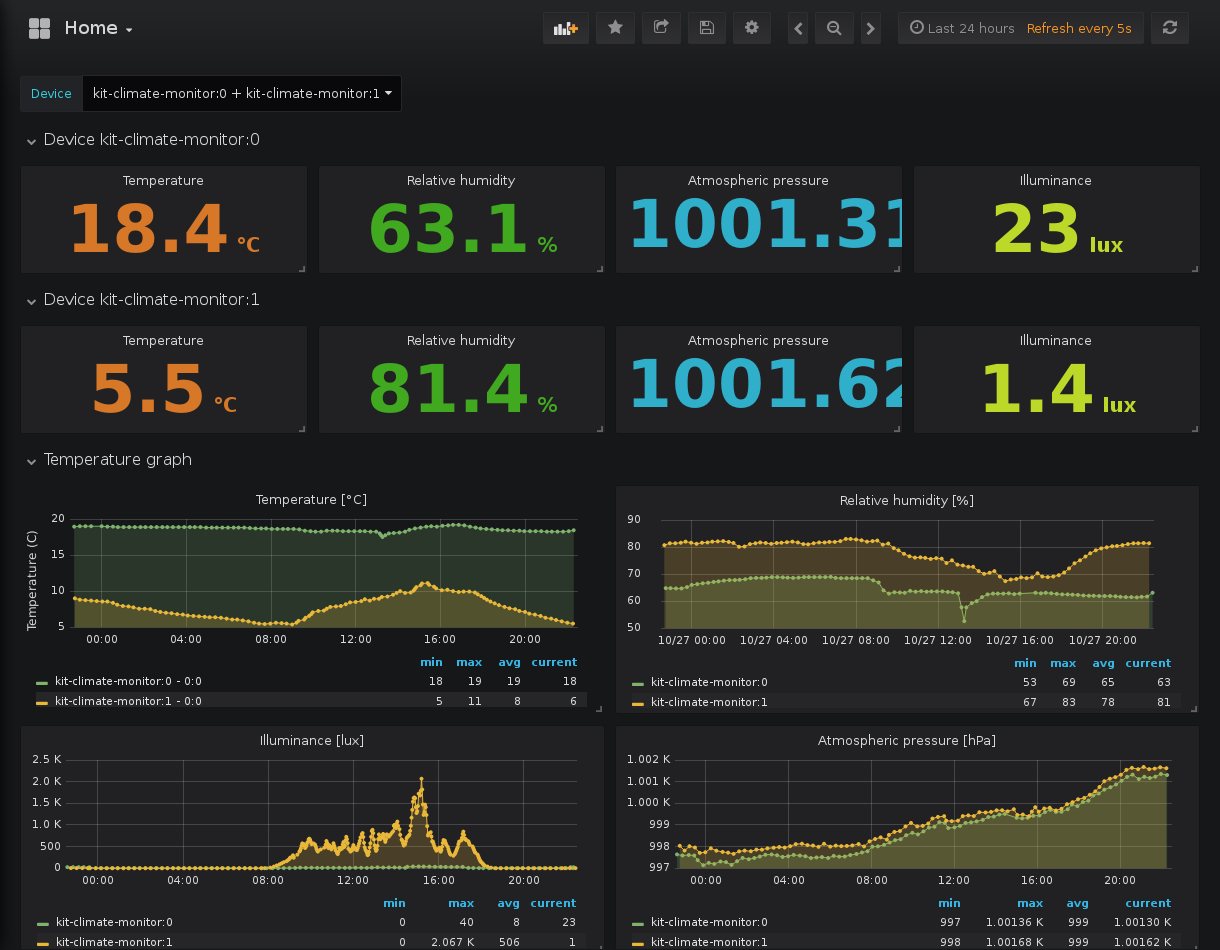 Home
Last 24 hours Refresh every 5s
Device kit-climate-monitor:0 + kit-climate-monitor:1
Device kit-climate-monitor:0
Temperature Relative humidity Atmospheric pressure Illuminance
18.4 °C 63.1 % 1001.31 23 lux
Device kit-climate-monitor:1
Temperature Relative humidity Atmospheric pressure Illuminance
5.5 °C 81.4 % 1001.62 1.4 lux
Temperature graph
Temperature [°C]
Temperature (C)
20
15
10
5
00:00 04:00 08:00 12:00 16:00 20:00
min max avg current
kit-climate-monitor:0 - 0:0 18 19 19 18
kit-climate-monitor:1 - 0:0 5 11 8 6
Relative humidity [%]
90
80
70
60
50
10/27 00:00 10/27 04:00 10/27 08:00 10/27 12:00 10/27 16:00 10/27 20:00
min max avg current
kit-climate-monitor:0 53 69 65 63
kit-climate-monitor:1 67 83 78 81
Illuminance [lux]
2.5 K
2.0 K
1.5 K
1.0 K
500
0
00:00 04:00 08:00 12:00 16:00 20:00
min max avg current
kit-climate-monitor:0 0 40 8 23
kit-climate-monitor:1 0 2.067 K 506 1
Atmospheric pressure [hPa]
1.002 K
1.001 K
1.000 K
999
998
997
00:00 04:00 08:00 12:00 16:00 20:00
min max avg current
kit-climate-monitor:0 997 1.00136 K 999 1.00130 K
kit-climate-monitor:1 998 1.00168 K 999 1.00162 K